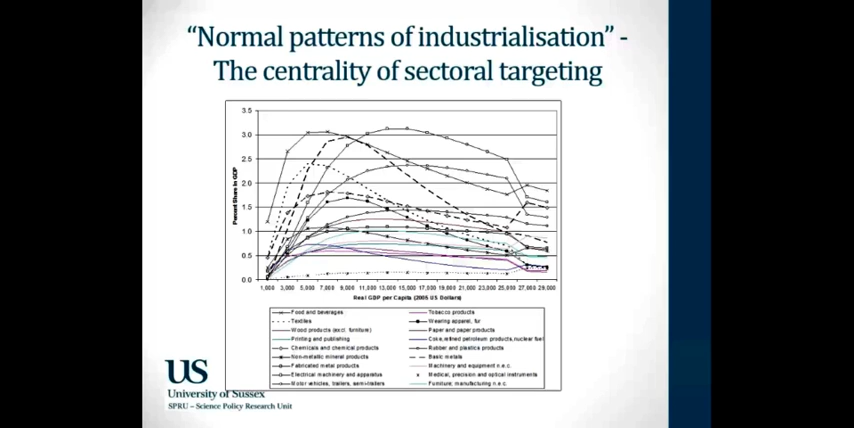 “Normal patterns of industrialisation” -
The centrality of sectoral targeting
3.5
3.0
2.5
2.0
1.5
1.0
0.5
0.0
Percent Share in GDP
1,000 3,000 5,000 7,000 9,000 11,000 13,000 15,000 17,000 19,000 21,000 23,000 25,000 27,000 29,000
Real GDP per Capita (2005 US Dollars)
Food and beverages Tobacco products
Textiles Wearing apparel, fur
Wood products (excl. furniture) Paper and paper products
Printing and publishing Coke,refined petroleum products,nuclear fuel
Chemicals and chemical products Rubber and plastics products
Non-metallic mineral products Basic metals
Fabricated metal products Machinery and equipment n.e.c.
Electrical machinery and apparatus Medical, precision and optical instruments
Motor vehicles, trailers, semi-trailers Furniture; manufacturing n.e.c.
US
University of Sussex
SPRU – Science Policy Research Unit